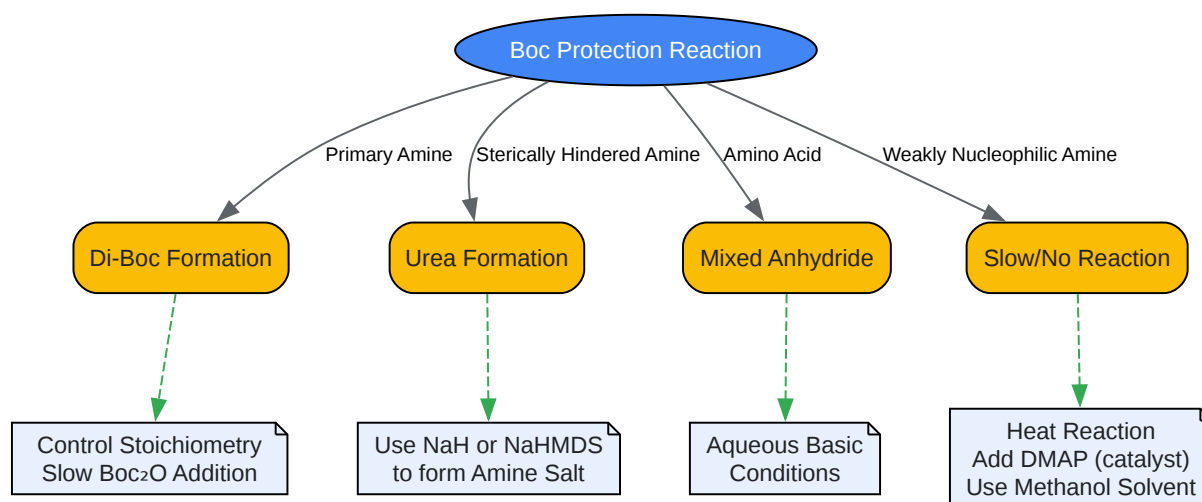 Boc Protection Reaction
Primary Amine
Sterically Hindered Amine
Amino Acid
Weakly Nucleophilic Amine
Di-Boc Formation
Urea Formation
Mixed Anhydride
Slow/No Reaction
Control Stoichiometry
Slow Boc₂O Addition
Use NaH or NaHMDS
to form Amine Salt
Aqueous Basic
Conditions
Heat Reaction
Add DMAP (catalyst)
Use Methanol Solvent